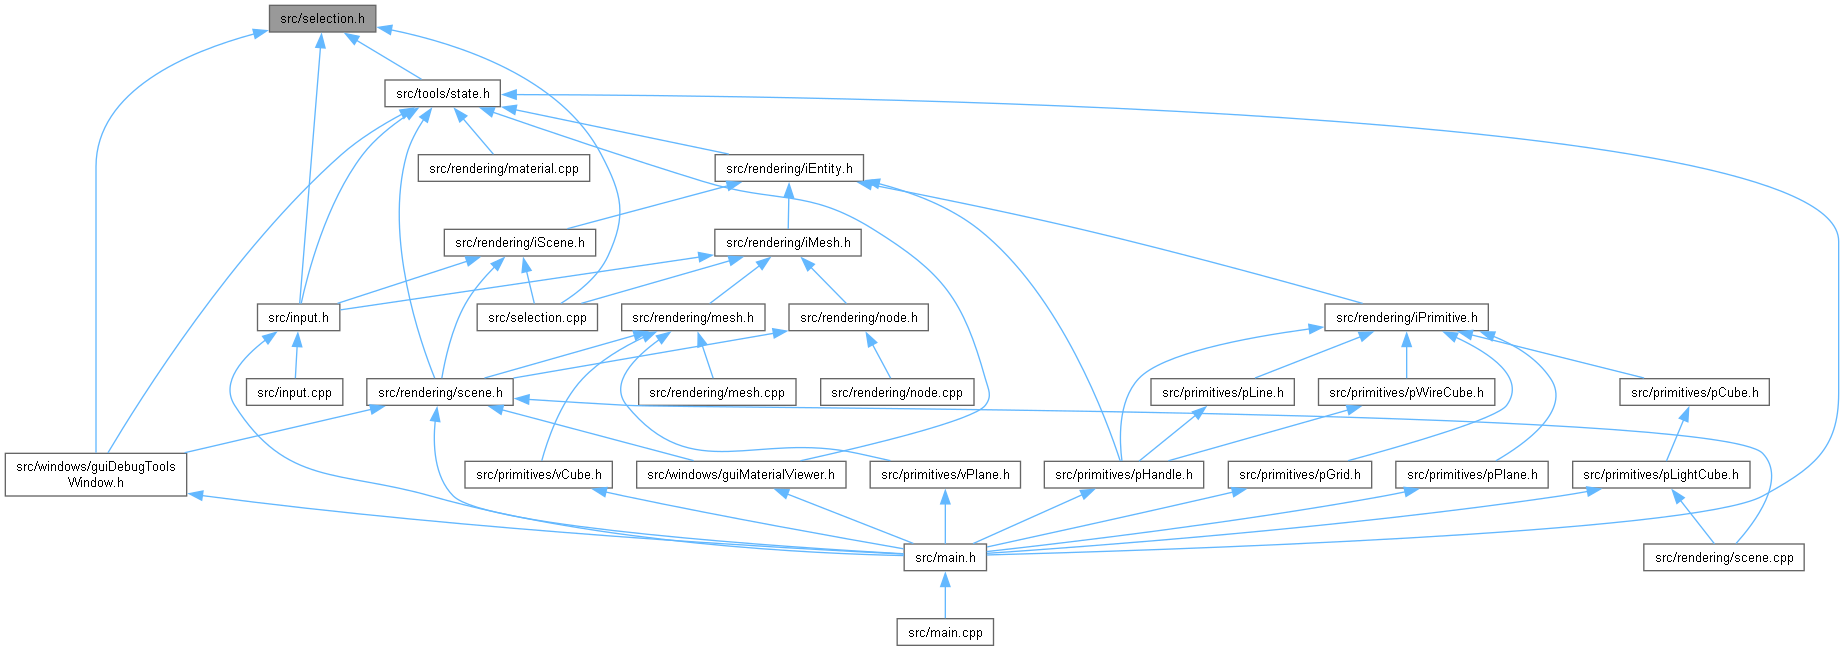 src/selection.h
src/tools/state.h
src/rendering/material.cpp
src/rendering/iEntity.h
src/rendering/iScene.h
src/rendering/iMesh.h
src/input.h
src/selection.cpp
src/rendering/mesh.h
src/rendering/node.h
src/rendering/iPrimitive.h
src/input.cpp
src/rendering/scene.h
src/rendering/mesh.cpp
src/rendering/node.cpp
src/primitives/pLine.h
src/primitives/pWireCube.h
src/primitives/pCube.h
src/windows/guiDebugTools
Window.h
src/primitives/vCube.h
src/windows/guiMaterialViewer.h
src/primitives/vPlane.h
src/primitives/pHandle.h
src/primitives/pGrid.h
src/primitives/pPlane.h
src/primitives/pLightCube.h
src/main.h
src/rendering/scene.cpp
src/main.cpp